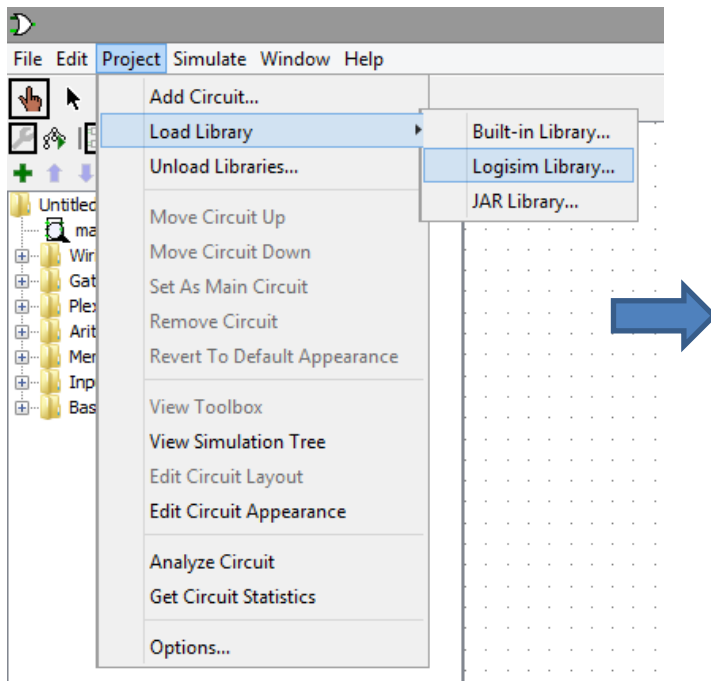 File Edit Project Simulate Window Help
Add Circuit...
Load Library
Built-in Library...
Unload Libraries...
Logisim Library...
JAR Library...
Move Circuit Up
Move Circuit Down
Set As Main Circuit
Remove Circuit
Revert To Default Appearance
View Toolbox
View Simulation Tree
Edit Circuit Layout
Edit Circuit Appearance
Analyze Circuit
Get Circuit Statistics
Options...
Untitled
ma
Wir
Gat
Plex
Arit
Mer
Inp
Bas